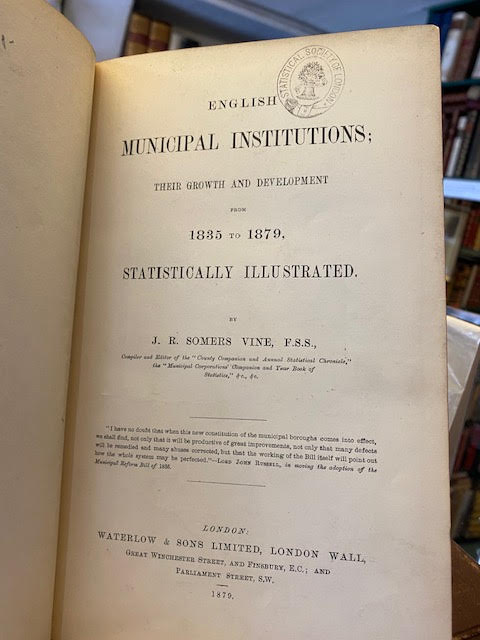 STATISTICAL SOCIETY OF LONDON
ENGLISH
MUNICIPAL INSTITUTIONS;
THEIR GROWTH AND DEVELOPMENT
FROM
1835 TO 1879,
STATISTICALLY ILLUSTRATED.
BY
J. R. SOMERS VINE, F.S.S.,
Compiler and Editor of the "County Companion and Annual Statistical Chronicle,"
the "Municipal Corporations' Companion and Year Book of
Statistics," &c., &c.
"I have no doubt that when this new constitution of the municipal boroughs comes into effect,
we shall find, not only that it will be productive of great improvements, not only that many defects
will be remedied and many abuses corrected, but that the working of the Bill itself will point out
how the whole system may be perfected."—LORD JOHN RUSSELL, in moving the adoption of the
Municipal Reform Bill of 1835.
LONDON:
WATERLOW & SONS LIMITED, LONDON WALL,
GREAT WINCHESTER STREET, AND FINSBURY, E.C.; AND
PARLIAMENT STREET, S.W.
1879.